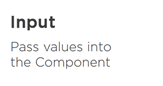 Input
Pass values into
the Component